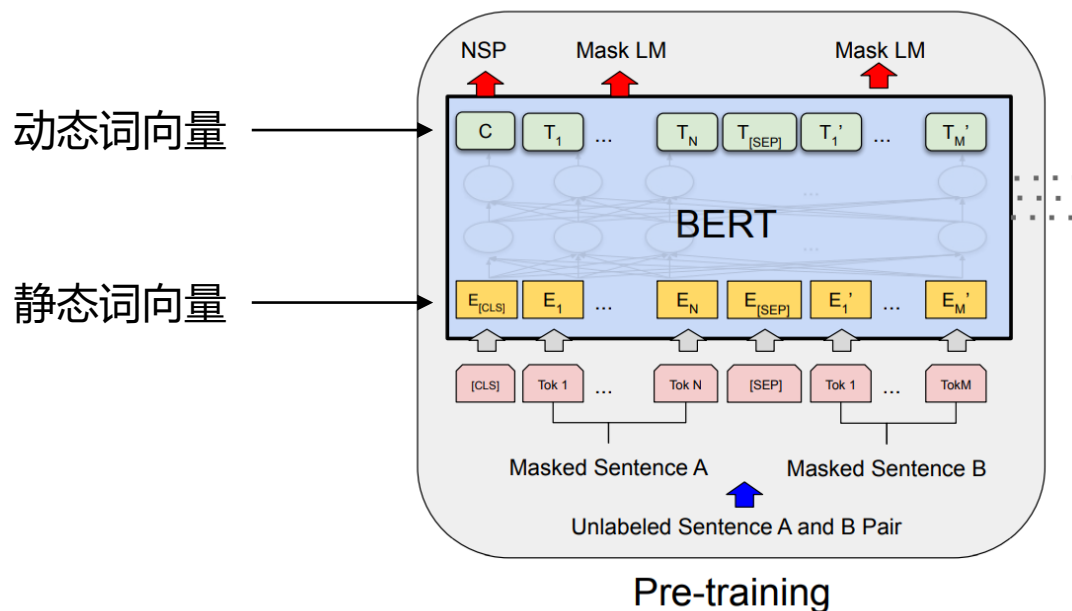 NSP Mask LM Mask LM
动态词向量 C T1 ... TN T[SEP] T1’ ... TM’
...
BERT
...
静态词向量 E[CLS] E1 ... EN E[SEP] E1’ ... EM’
[CLS] Tok 1 ... Tok N [SEP] Tok 1 ... TokM
Masked Sentence A Masked Sentence B
Unlabeled Sentence A and B Pair
Pre-training